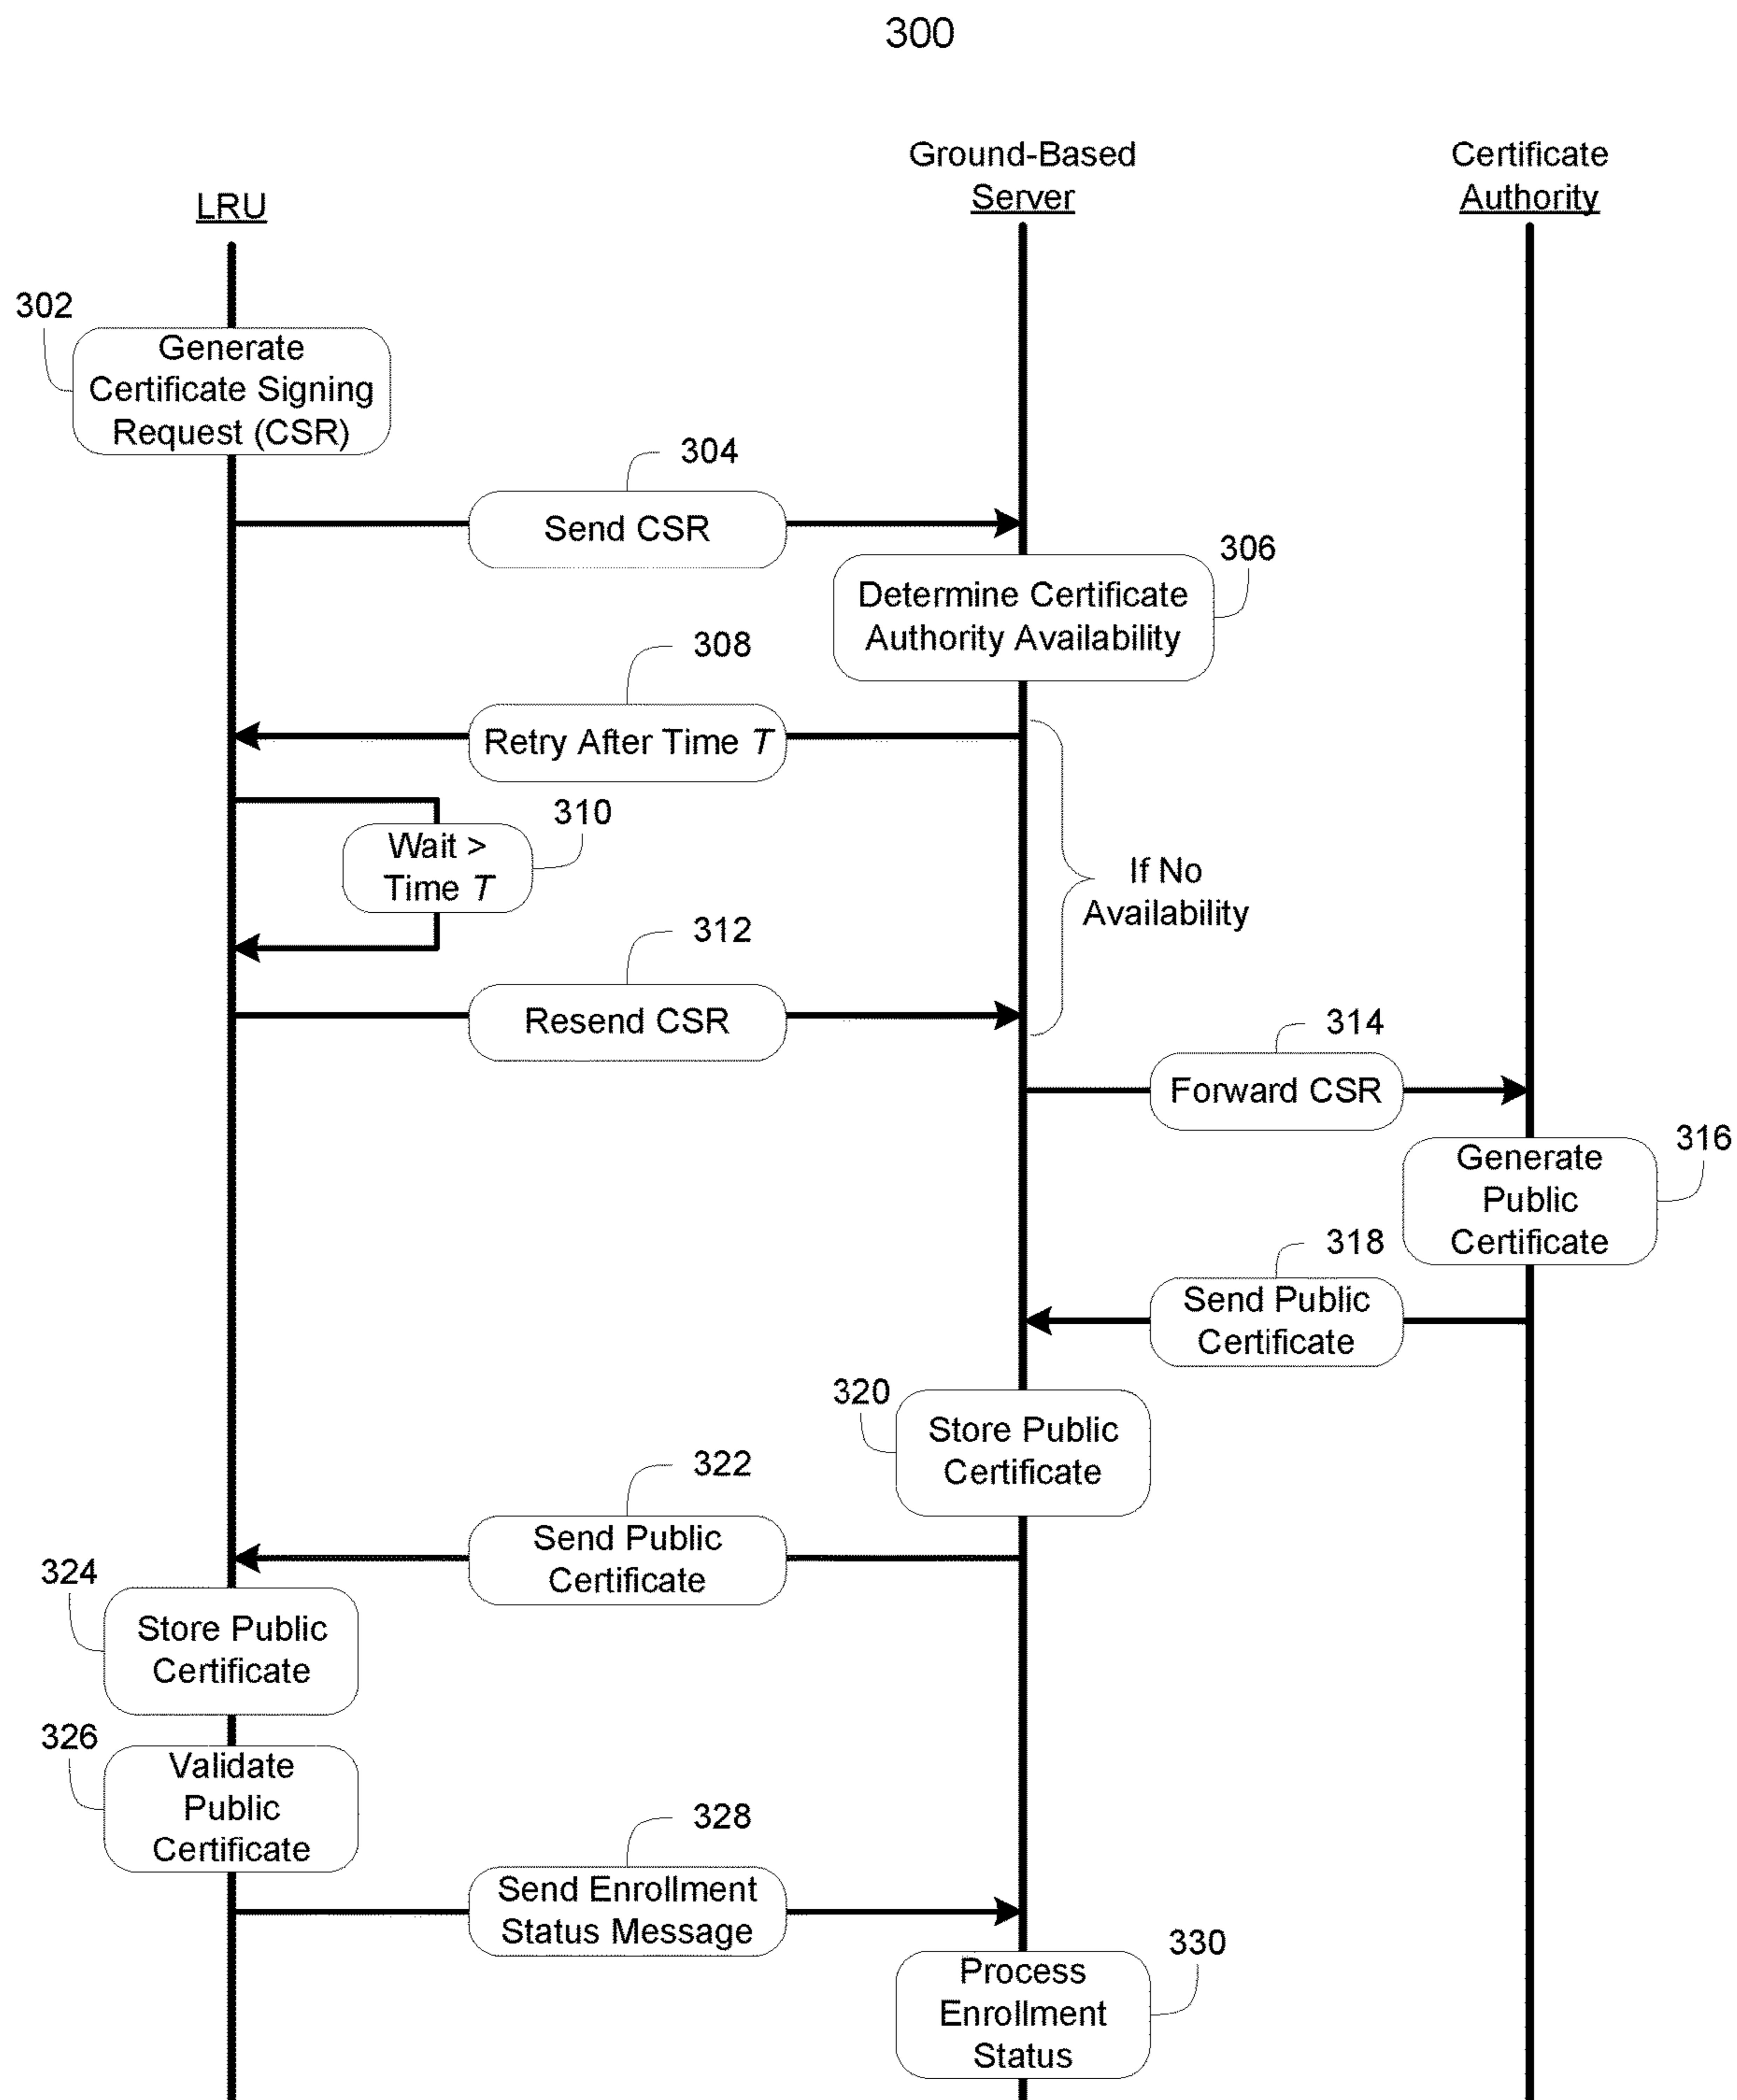 300
Ground-Based
Server
Certificate
Authority
LRU
302
Generate
Certificate Signing
Request (CSR)
304
Send CSR
306
Determine Certificate
Authority Availability
308
Retry After Time T
310
Wait >
Time T
If No
Availability
312
Resend CSR
314
Forward CSR
316
Generate
Public
Certificate
318
Send Public
Certificate
320
Store Public
Certificate
322
Send Public
Certificate
324
Store Public
Certificate
326
Validate
Public
Certificate
328
Send Enrollment
Status Message
330
Process
Enrollment
Status